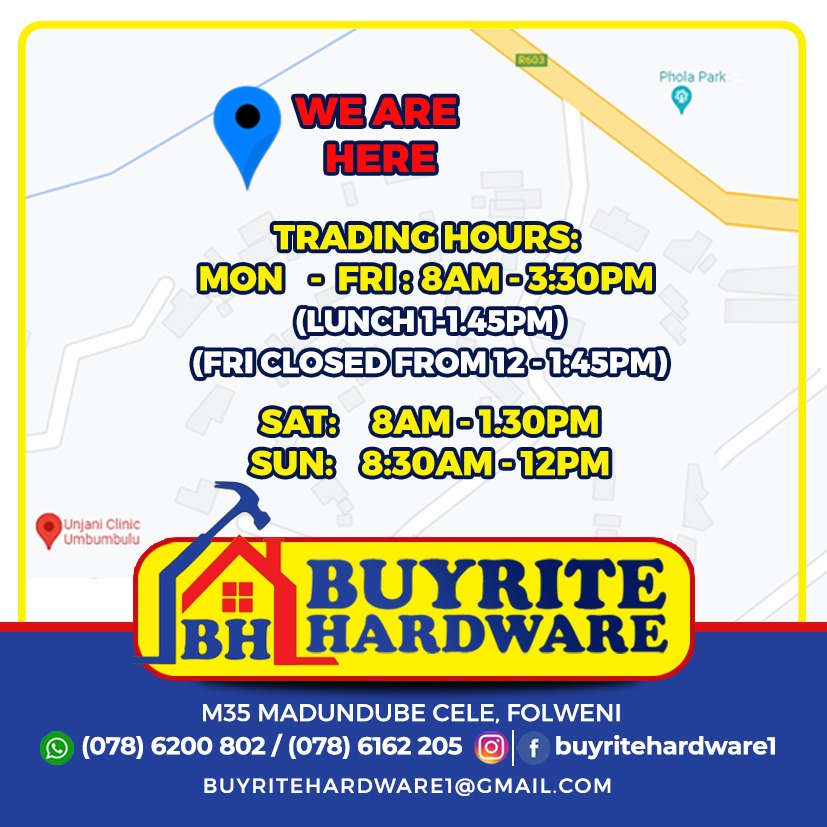 R603
Phola Park
WE ARE
HERE
TRADING HOURS:
MON - FRI : 8AM - 3:30PM
(LUNCH 1-1.45PM)
(FRI CLOSED FROM 12 - 1:45PM)
SAT: 8AM - 1.30PM
SUN: 8:30AM - 12PM
Unjani Clinic
Umbumbulu
BH
BUYRITE
HARDWARE
M35 MADUNDUBE CELE, FOLWENI
(078) 6200 802 / (078) 6162 205 f buyritehardware1
BUYRITEHARDWARE1@GMAIL.COM